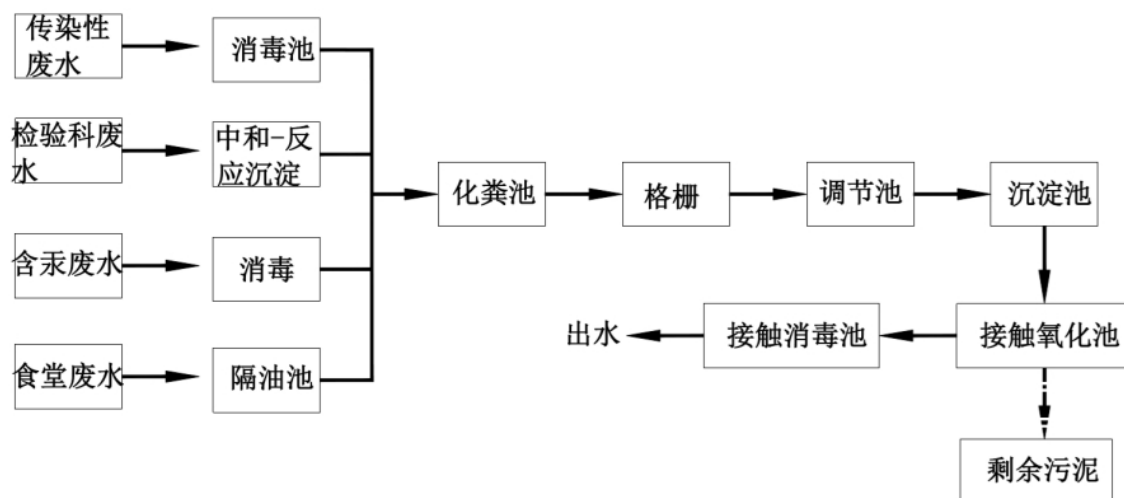 传染性
废水
消毒池
检验科废
水
中和-反
应沉淀
化粪池
格栅
调节池
沉淀池
含汞废水
消毒
出水
接触消毒池
接触氧化池
食堂废水
隔油池
剩余污泥